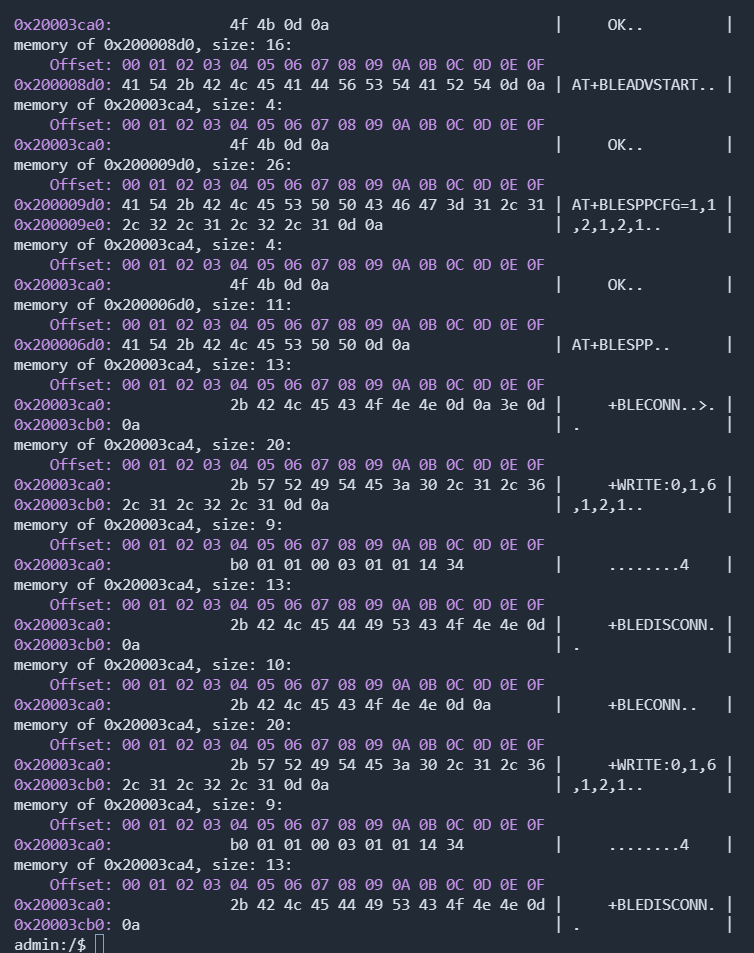 0x20003ca0:             4f 4b 0d 0a                         |     OK..         |
memory of 0x200008d0, size: 16:
    Offset: 00 01 02 03 04 05 06 07 08 09 0A 0B 0C 0D 0E 0F
0x200008d0: 41 54 2b 42 4c 45 41 44 56 53 54 41 52 54 0d 0a | AT+BLEADVSTART.. |
memory of 0x20003ca4, size: 4:
    Offset: 00 01 02 03 04 05 06 07 08 09 0A 0B 0C 0D 0E 0F
0x20003ca0:             4f 4b 0d 0a                         |     OK..         |
memory of 0x200009d0, size: 26:
    Offset: 00 01 02 03 04 05 06 07 08 09 0A 0B 0C 0D 0E 0F
0x200009d0: 41 54 2b 42 4c 45 53 50 50 43 46 47 3d 31 2c 31 | AT+BLESPPCFG=1,1 |
0x200009e0: 2c 32 2c 31 2c 32 2c 31 0d 0a                   | ,2,1,2,1..       |
memory of 0x20003ca4, size: 4:
    Offset: 00 01 02 03 04 05 06 07 08 09 0A 0B 0C 0D 0E 0F
0x20003ca0:             4f 4b 0d 0a                         |     OK..         |
memory of 0x200006d0, size: 11:
    Offset: 00 01 02 03 04 05 06 07 08 09 0A 0B 0C 0D 0E 0F
0x200006d0: 41 54 2b 42 4c 45 53 50 50 0d 0a                | AT+BLESPP..      |
memory of 0x20003ca4, size: 13:
    Offset: 00 01 02 03 04 05 06 07 08 09 0A 0B 0C 0D 0E 0F
0x20003ca0:             2b 42 4c 45 43 4f 4e 4e 0d 0a 3e 0d |     +BLECONN..>. |
0x20003cb0: 0a                                              | .                |
memory of 0x20003ca4, size: 20:
    Offset: 00 01 02 03 04 05 06 07 08 09 0A 0B 0C 0D 0E 0F
0x20003ca0:             2b 57 52 49 54 45 3a 30 2c 31 2c 36 |     +WRITE:0,1,6 |
0x20003cb0: 2c 31 2c 32 2c 31 0d 0a                         | ,1,2,1..         |
memory of 0x20003ca4, size: 9:
    Offset: 00 01 02 03 04 05 06 07 08 09 0A 0B 0C 0D 0E 0F
0x20003ca0:             b0 01 01 00 03 01 01 14 34          |     ........4    |
memory of 0x20003ca4, size: 13:
    Offset: 00 01 02 03 04 05 06 07 08 09 0A 0B 0C 0D 0E 0F
0x20003ca0:             2b 42 4c 45 44 49 53 43 4f 4e 4e 0d |     +BLEDISCONN. |
0x20003cb0: 0a                                              | .                |
memory of 0x20003ca4, size: 10:
    Offset: 00 01 02 03 04 05 06 07 08 09 0A 0B 0C 0D 0E 0F
0x20003ca0:             2b 42 4c 45 43 4f 4e 4e 0d 0a       |     +BLECONN..   |
memory of 0x20003ca4, size: 20:
    Offset: 00 01 02 03 04 05 06 07 08 09 0A 0B 0C 0D 0E 0F
0x20003ca0:             2b 57 52 49 54 45 3a 30 2c 31 2c 36 |     +WRITE:0,1,6 |
0x20003cb0: 2c 31 2c 32 2c 31 0d 0a                         | ,1,2,1..         |
memory of 0x20003ca4, size: 9:
    Offset: 00 01 02 03 04 05 06 07 08 09 0A 0B 0C 0D 0E 0F
0x20003ca0:             b0 01 01 00 03 01 01 14 34          |     ........4    |
memory of 0x20003ca4, size: 13:
    Offset: 00 01 02 03 04 05 06 07 08 09 0A 0B 0C 0D 0E 0F
0x20003ca0:             2b 42 4c 45 44 49 53 43 4f 4e 4e 0d |     +BLEDISCONN. |
0x20003cb0: 0a                                              | .                |
admin:/$